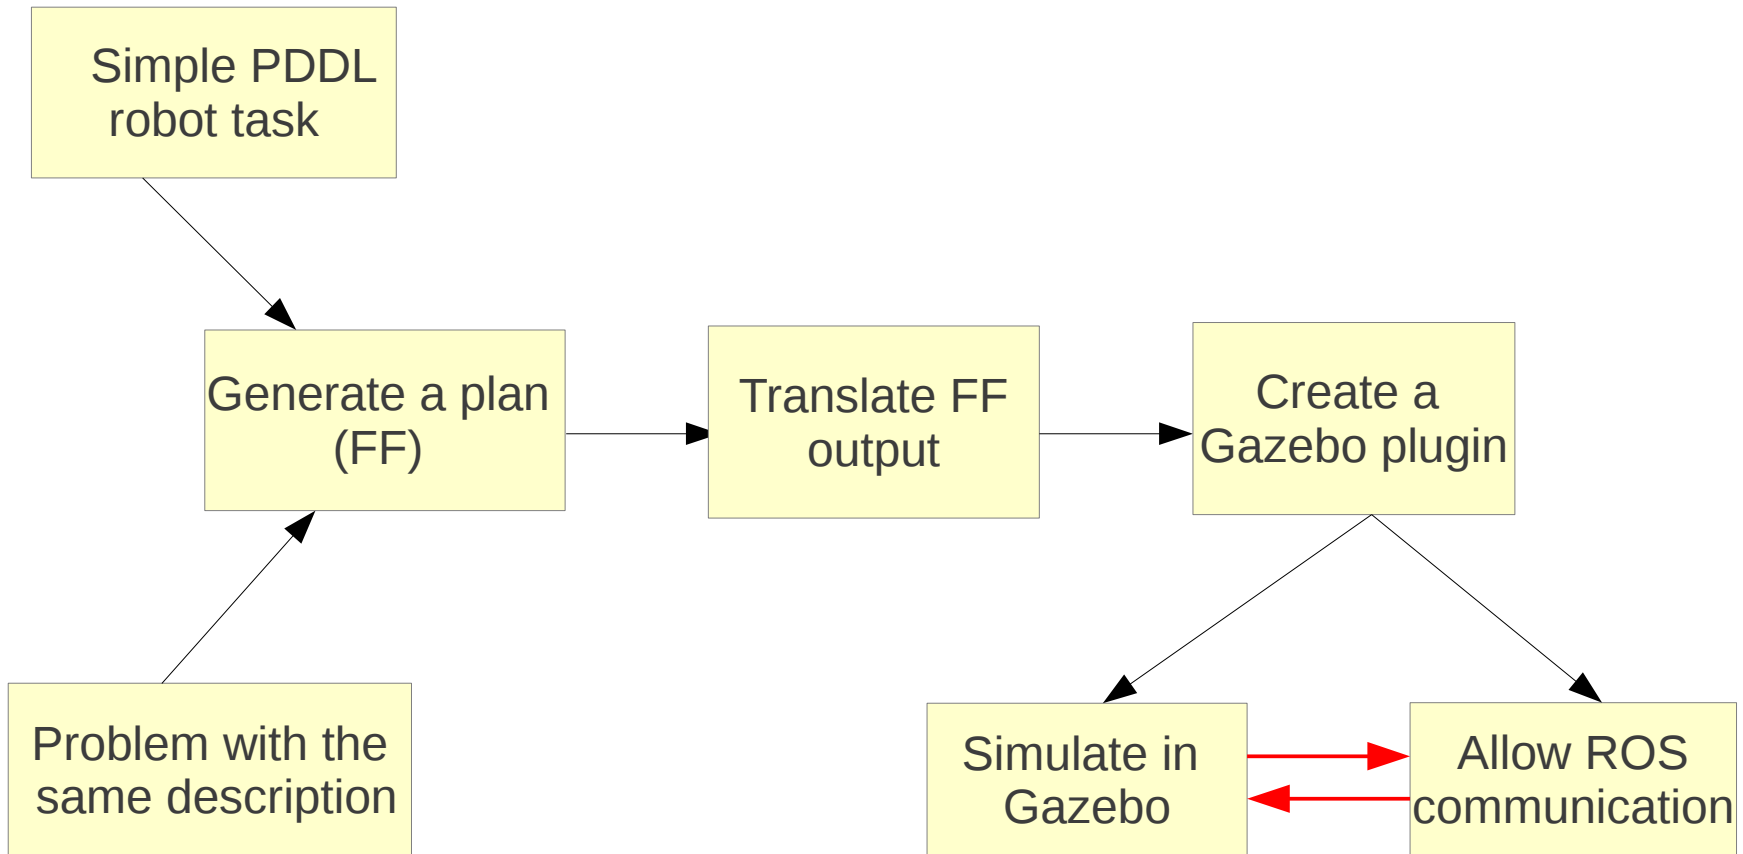 Simple PDDL
robot task
Generate a plan
(FF)
Translate FF
output
Create a
Gazebo plugin
Problem with the
same description
Simulate in
Gazebo
Allow ROS
communication